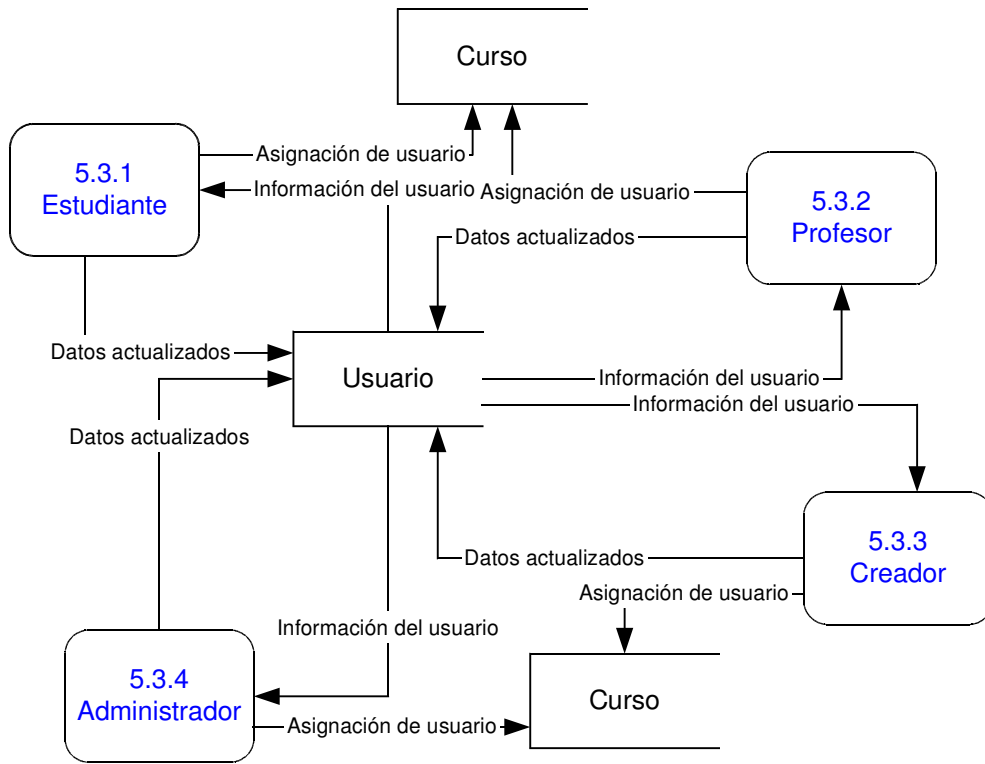 Curso
5.3.1
Estudiante
Asignación de usuario
Información del usuario
Asignación de usuario
5.3.2
Profesor
Datos actualizados
Datos actualizados
Usuario
Información del usuario
Información del usuario
Datos actualizados
Datos actualizados
5.3.3
Creador
Asignación de usuario
Información del usuario
5.3.4
Administrador
Curso
Asignación de usuario